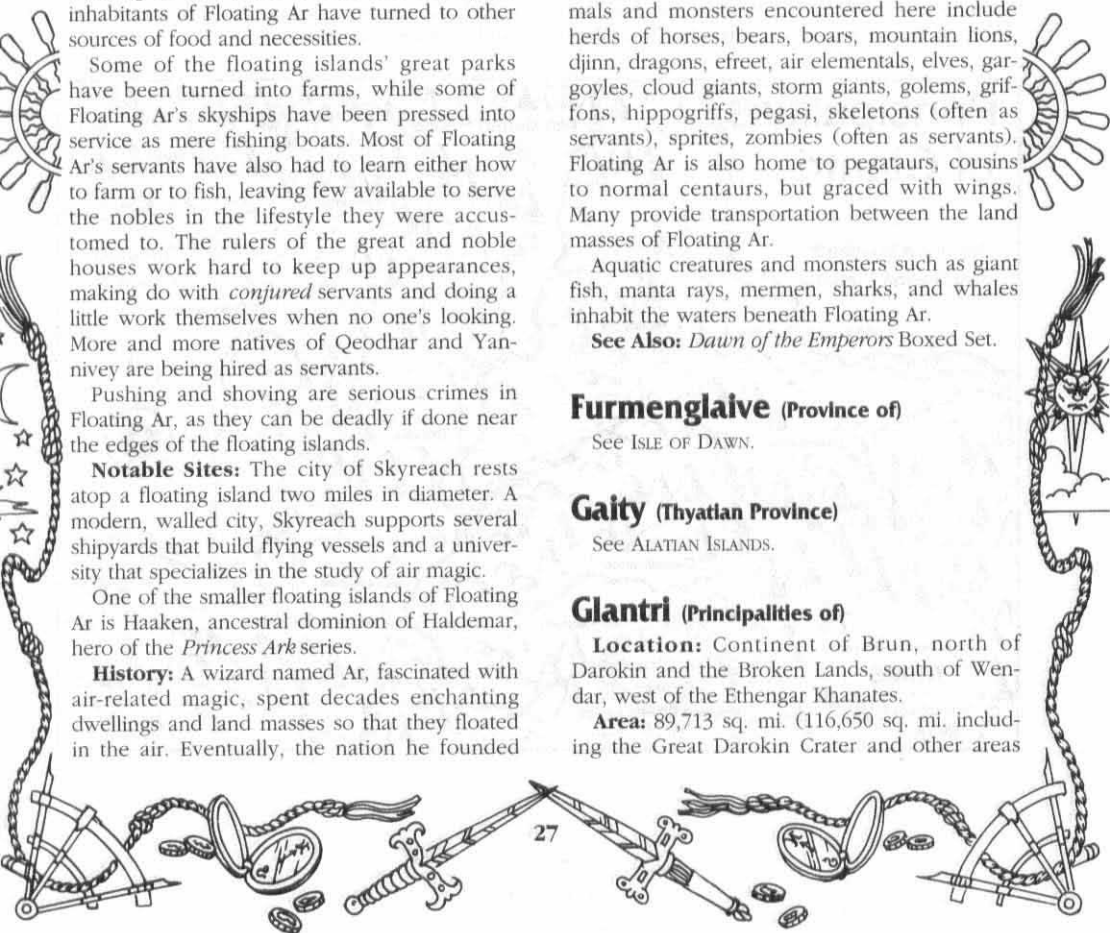 inhabitants of Floating Ar have turned to other
sources of food and necessities.
Some of the floating islands' great parks
have been turned into farms, while some of
Floating Ar's skyships have been pressed into
service as mere fishing boats. Most of Floating
Ar's servants have also had to learn either how
to farm or to fish, leaving few available to serve
the nobles in the lifestyle they were accus-
tomed to. The rulers of the great and noble
houses work hard to keep up appearances,
making do with conjured servants and doing a
little work themselves when no one's looking.
More and more natives of Qeodhar and Yan-
nivey are being hired as servants.
Pushing and shoving are serious crimes in
Floating Ar, as they can be deadly if done near
the edges of the floating islands.
Notable Sites: The city of Skyreach rests
atop a floating island two miles in diameter. A
modern, walled city, Skyreach supports several
shipyards that build flying vessels and a univer-
sity that specializes in the study of air magic.
One of the smaller floating islands of Floating
Ar is Haaken, ancestral dominion of Haldemar,
hero of the Princess Ark series.
History: A wizard named Ar, fascinated with
air-related magic, spent decades enchanting
dwellings and land masses so that they floated
in the air. Eventually, the nation he founded
mals and monsters encountered here include
herds of horses, bears, boars, mountain lions,
djinn, dragons, efreet, air elementals, elves, gar-
goyles, cloud giants, storm giants, golems, grif-
fons, hippogriffs, pegasi, skeletons (often as
servants), sprites, zombies (often as servants).
Floating Ar is also home to pegataurs, cousins
to normal centaurs, but graced with wings.
Many provide transportation between the land
masses of Floating Ar.
Aquatic creatures and monsters such as giant
fish, manta rays, mermen, sharks, and whales
inhabit the waters beneath Floating Ar.
See Also: Dawn of the Emperors Boxed Set.
Furmenglaive (Province of)
See ISLE OF DAWN.
Gaity (Thyatian Province)
See ALATIAN ISLANDS.
Glantri (Principalities of)
Location: Continent of Brun, north of
Darokin and the Broken Lands, south of Wen-
dar, west of the Ethengar Khanates.
Area: 89,713 sq. mi. (116,650 sq. mi. includ-
ing the Great Darokin Crater and other areas
27